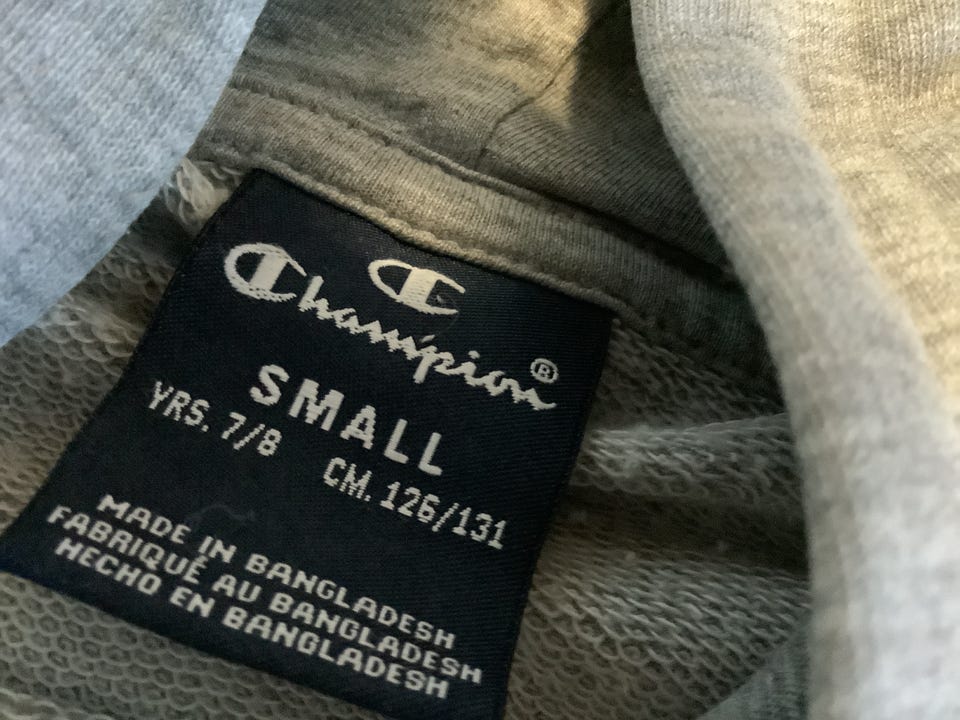 Champion®
SMALL
YRS. 7/8 CM. 126/131
MADE IN BANGLADESH
FABRIQUÉ AU BANGLADESH
HECHO EN BANGLADESH